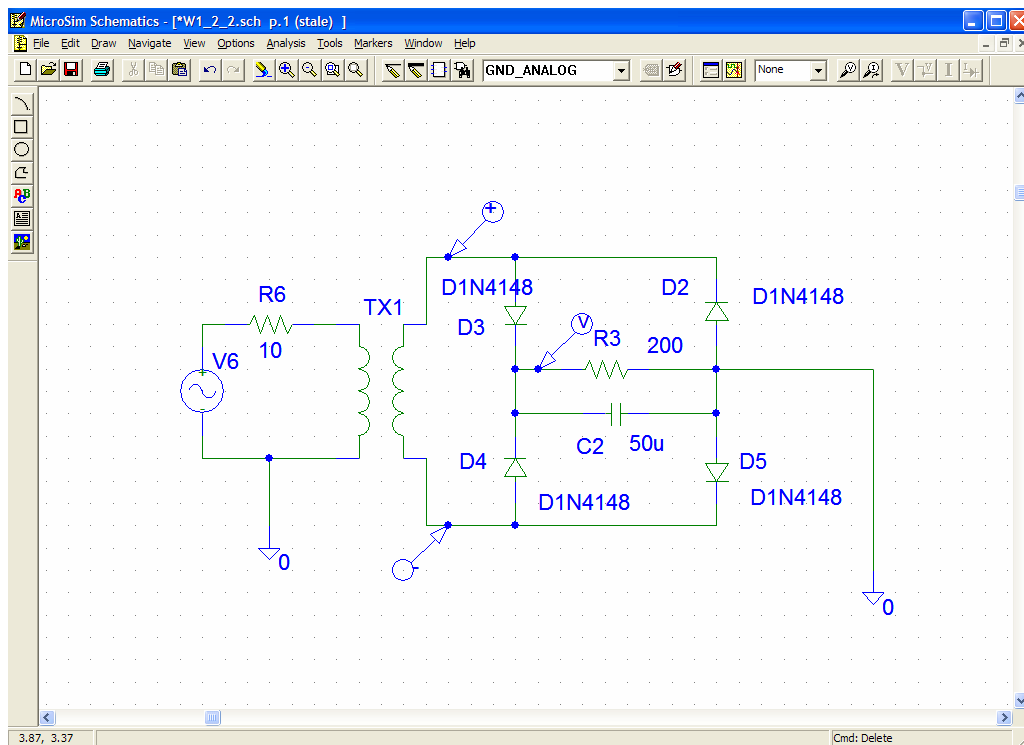 MicroSim Schematics - [*W1_2_2.sch p.1 (stale) ]
File Edit Draw Navigate View Options Analysis Tools Markers Window Help
GND_ANALOG
None
V
I
ABC
+
D1N4148
D2
D1N4148
R6
TX1
D3
V
R3
200
10
V6
+
-
C2
50u
D4
D5
D1N4148
D1N4148
-
0
0
3.87, 3.37
Cmd: Delete